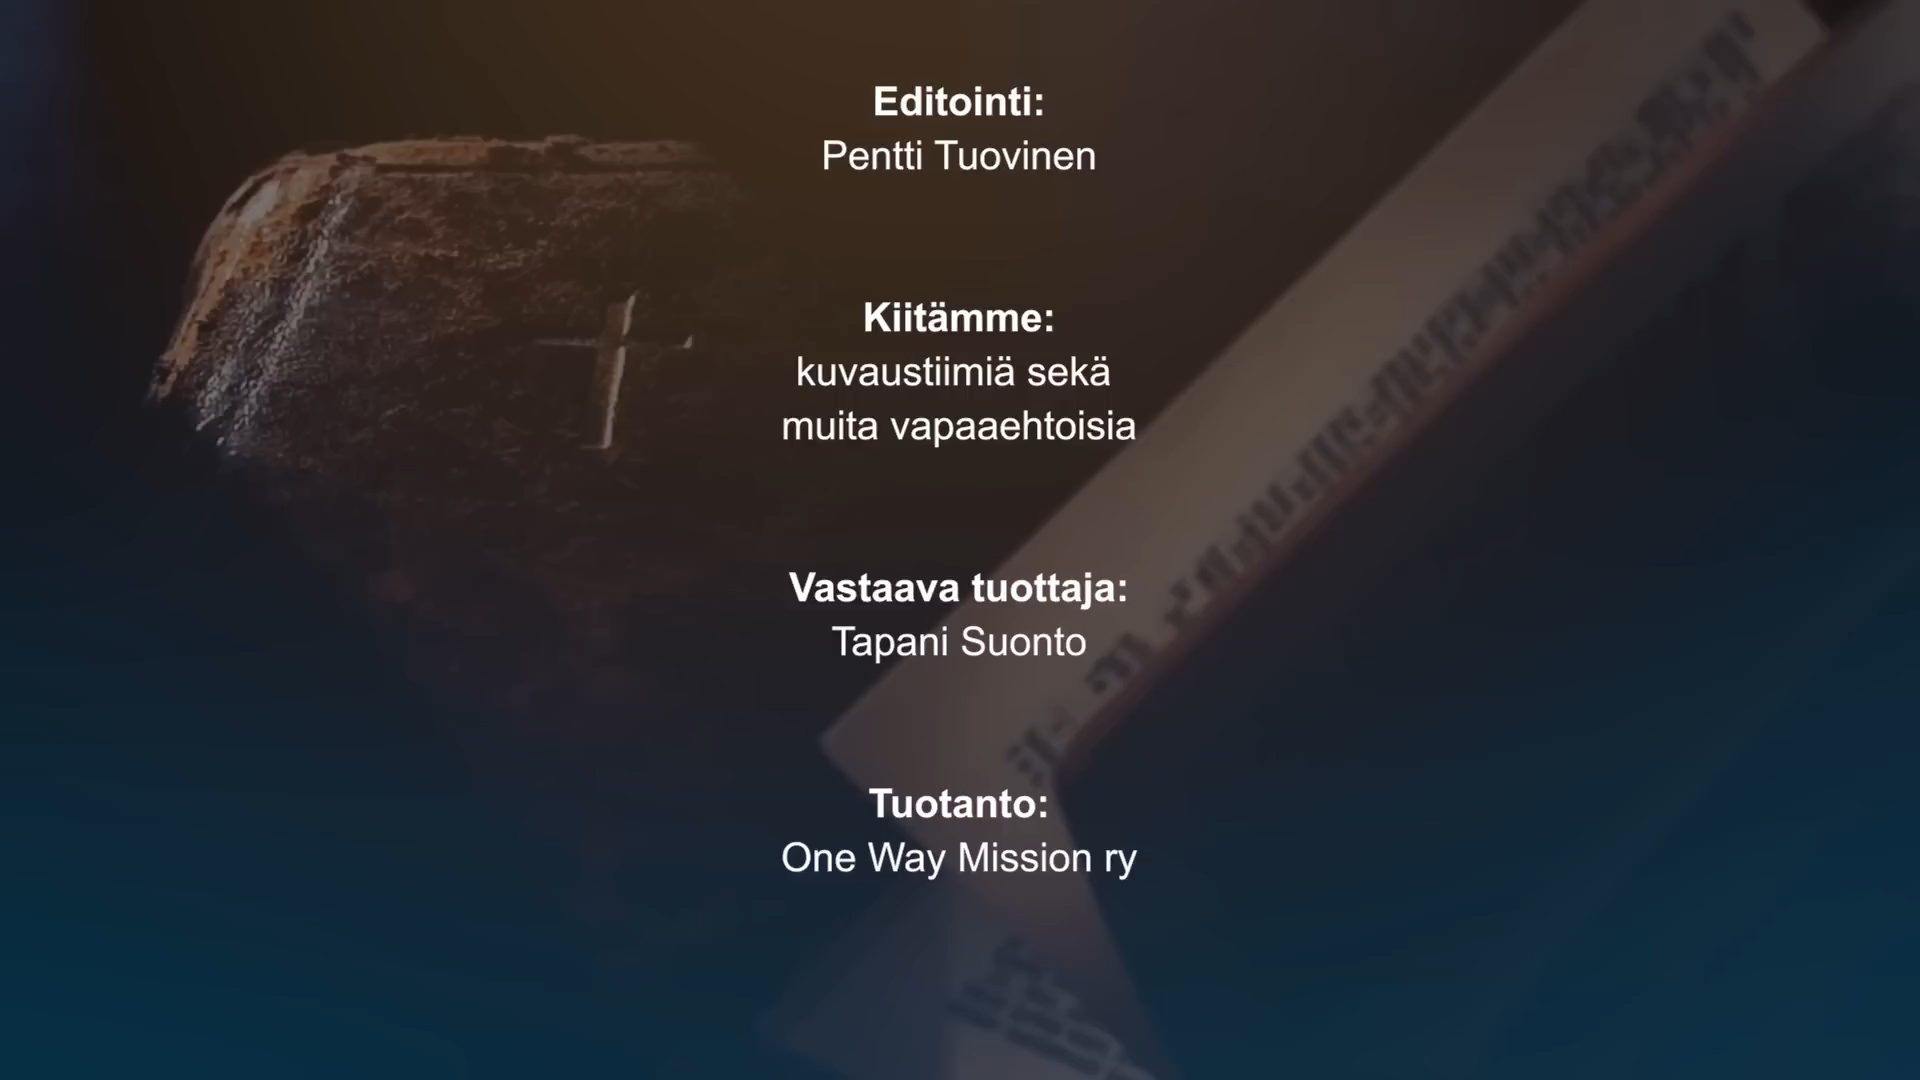 Editointi:
Pentti Tuovinen
Kiitämme:
kuvaustiimiä sekä
muita vapaaehtoisia
Vastaava tuottaja:
Tapani Suonto
Tuotanto:
One Way Mission ry